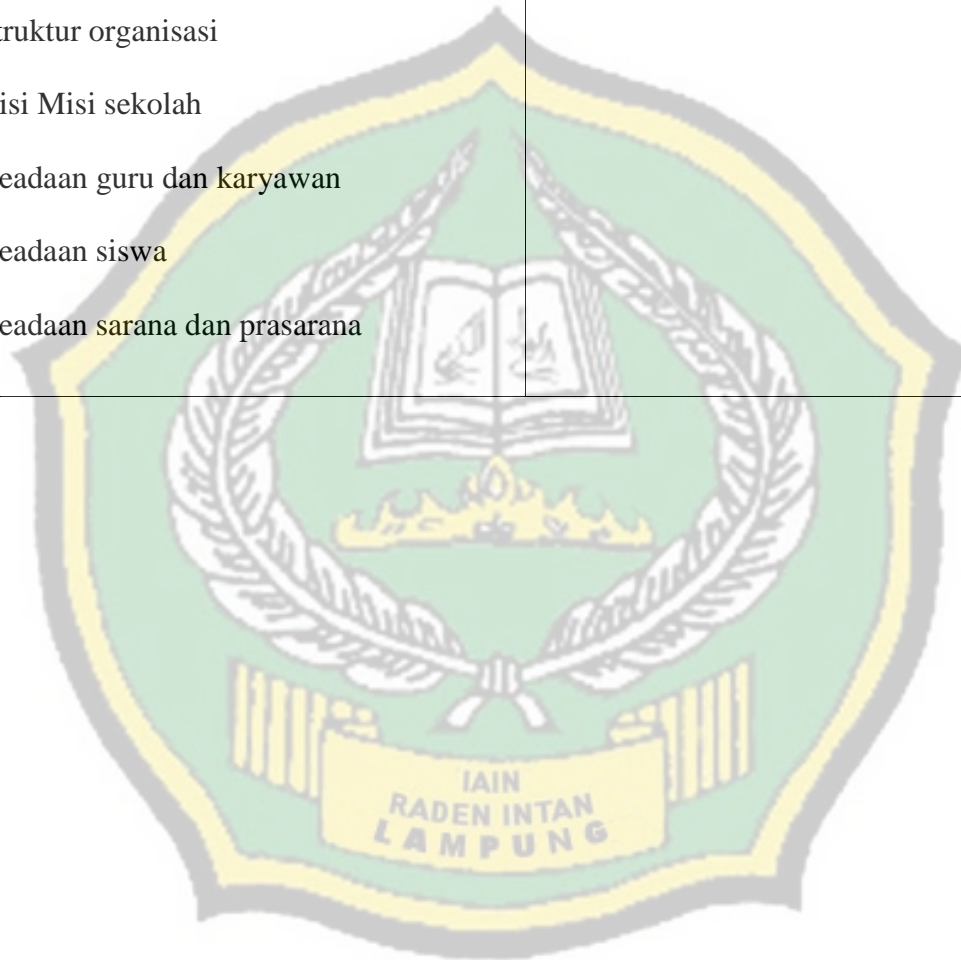 truktur organisasi
isi Misi sekolah
eadaan guru dan karyawan
eadaan siswa
eadaan sarana dan prasarana
IAIN
RADEN INTAN
LAMPUNG